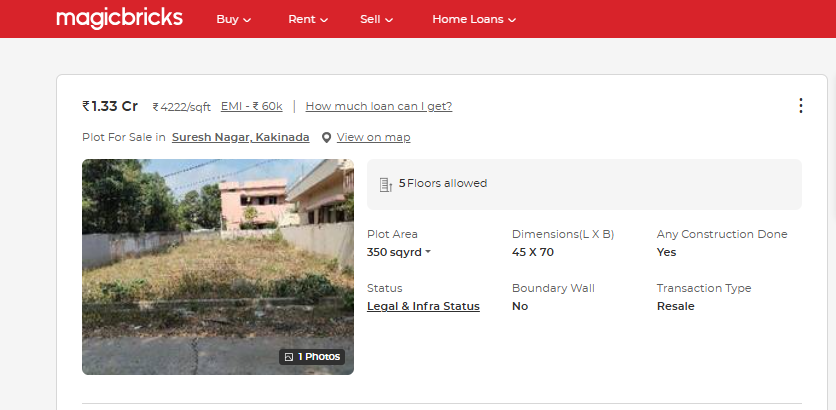 magicbricks Buy Rent Sell Home Loans
₹1.33 Cr ₹4222/sqft EMI - ₹ 60k | How much loan can I get?
Plot For Sale in Suresh Nagar, Kakinada View on map
5 Floors allowed
Plot Area Dimensions(L X B) Any Construction Done
350 sqyrd 45 X 70 Yes
Status Boundary Wall Transaction Type
Legal & Infra Status No Resale
1 Photos